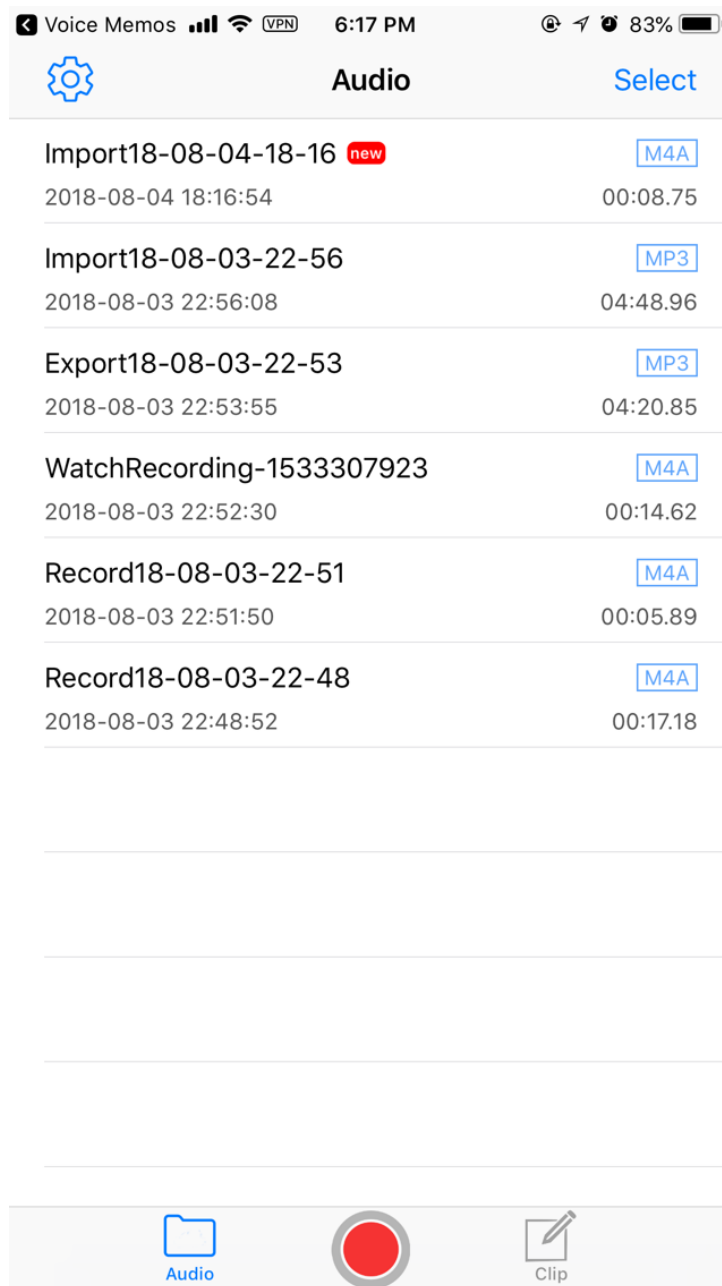 Voice Memos VPN 6:17 PM 83%
Audio Select
Import18-08-04-18-16 new M4A
2018-08-04 18:16:54 00:08.75
Import18-08-03-22-56 MP3
2018-08-03 22:56:08 04:48.96
Export18-08-03-22-53 MP3
2018-08-03 22:53:55 04:20.85
WatchRecording-1533307923 M4A
2018-08-03 22:52:30 00:14.62
Record18-08-03-22-51 M4A
2018-08-03 22:51:50 00:05.89
Record18-08-03-22-48 M4A
2018-08-03 22:48:52 00:17.18
Audio Clip